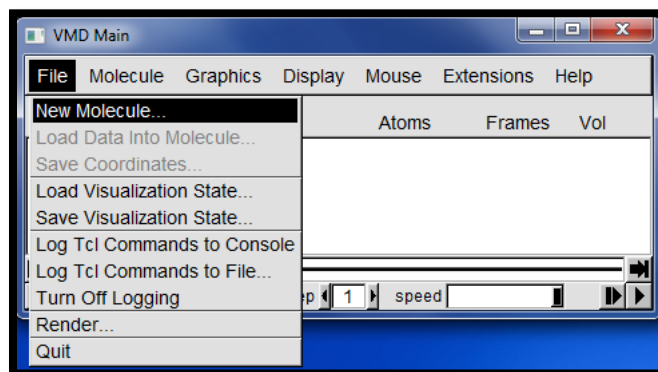 VMD Main
File Molecule Graphics Display Mouse Extensions Help
Atoms Frames Vol
New Molecule...
Load Data Into Molecule...
Save Coordinates...
Load Visualization State...
Save Visualization State...
Log Tcl Commands to Console
Log Tcl Commands to File...
Turn Off Logging
Render...
Quit
1 speed